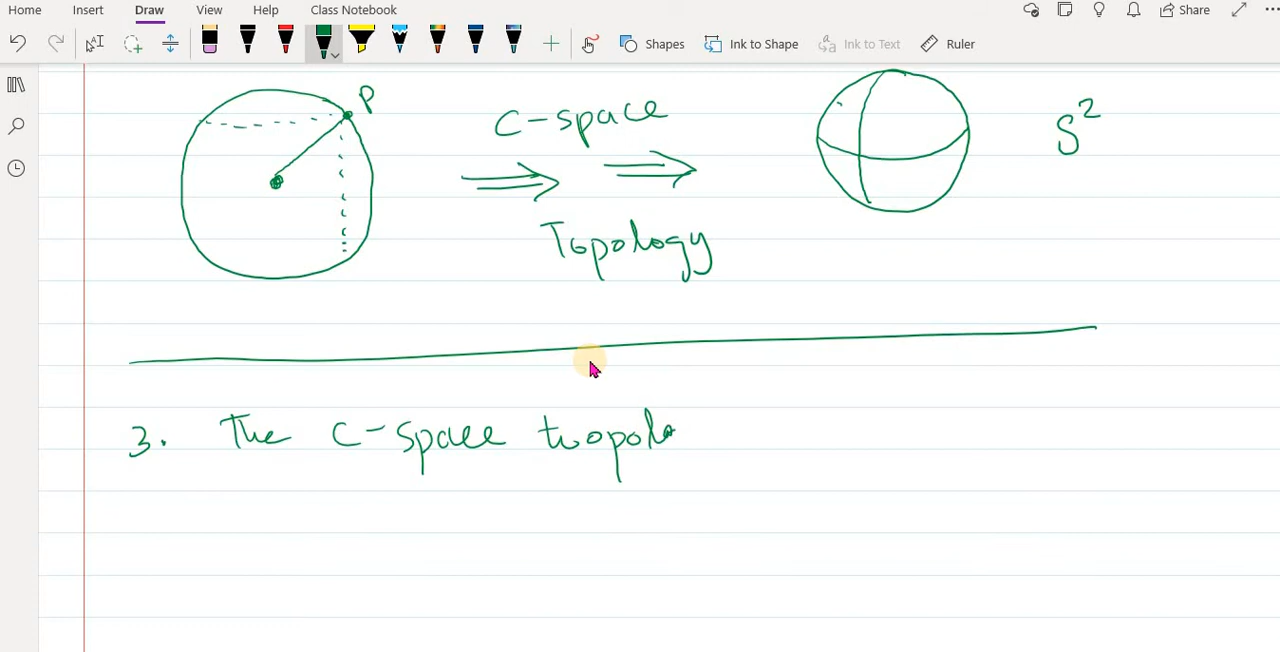 Home Insert Draw View Help Class Notebook Share
Shapes Ink to Shape Ink to Text Ruler
P
C-space
S²
Topology
3. The C-space twopolo